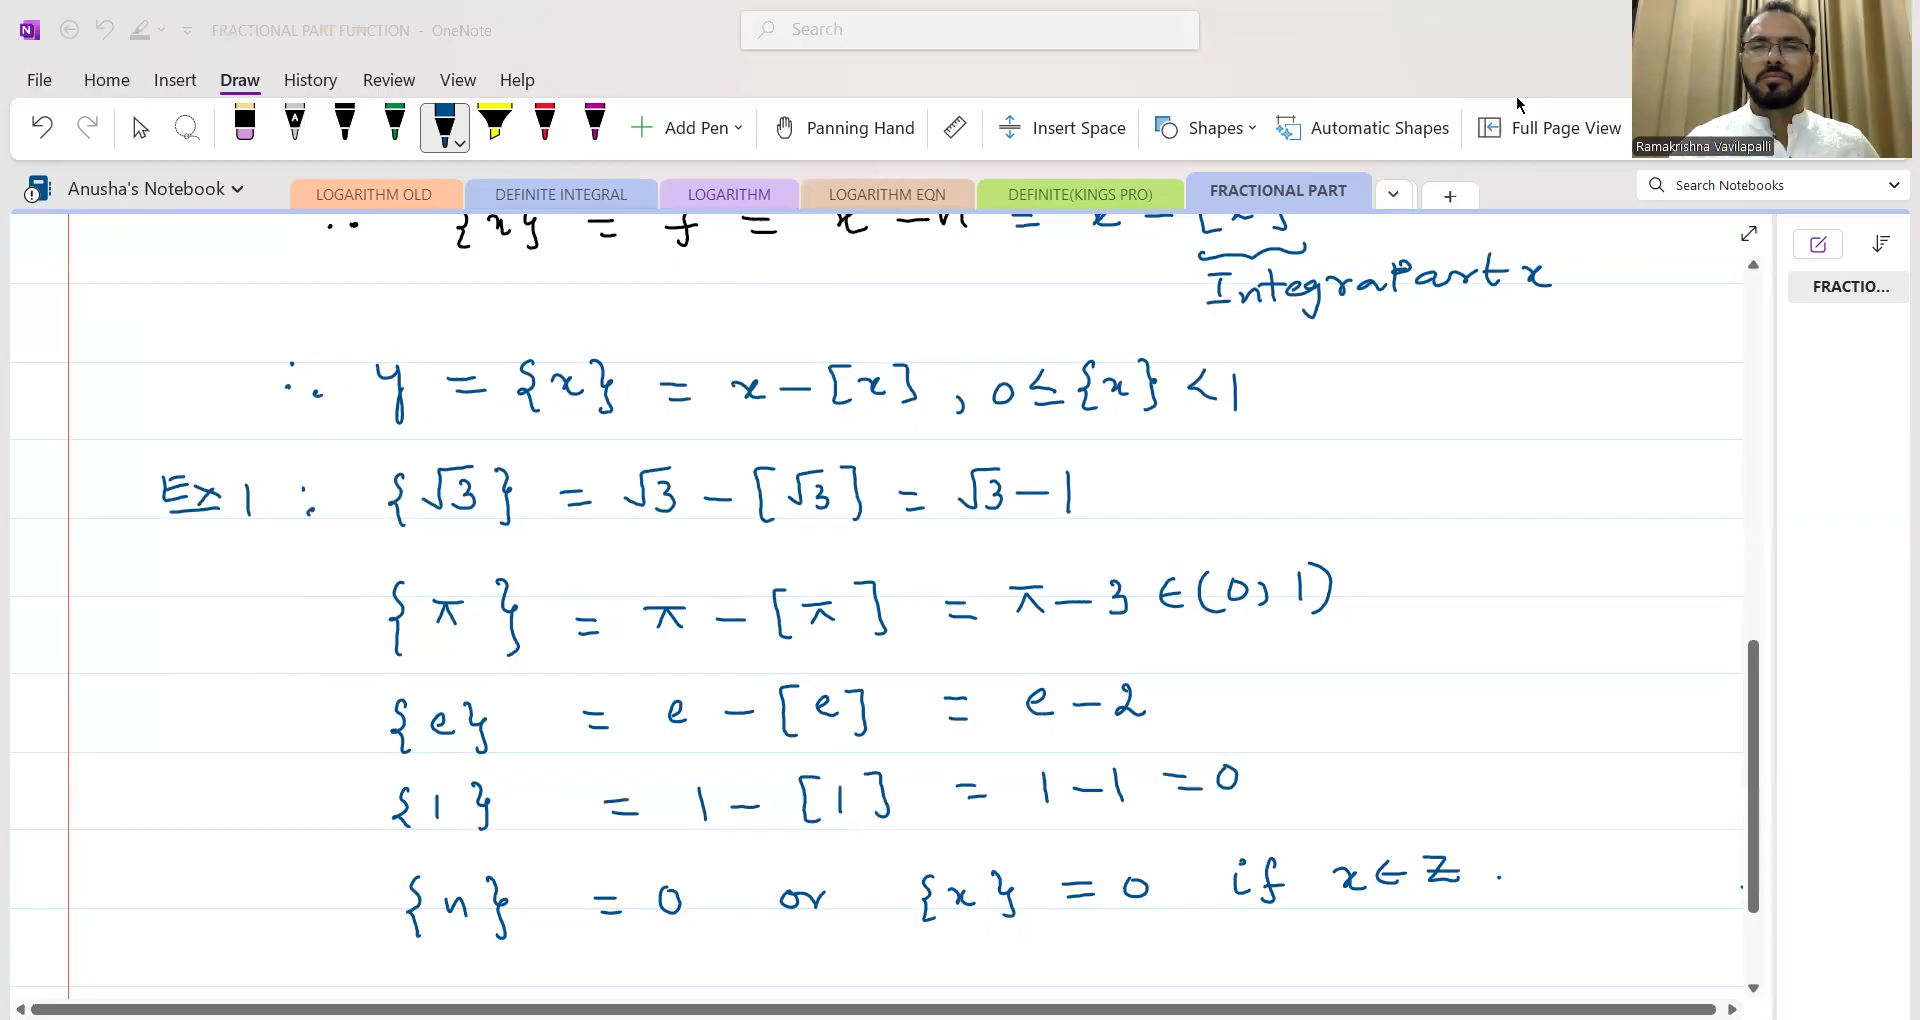 FRACTIONAL PART FUNCTION - OneNote
Search
File Home Insert Draw History Review View Help
Add Pen Panning Hand Insert Space Shapes Automatic Shapes Full Page View
Ramakrishna Vavilapalli
Anusha's Notebook LOGARITHM OLD DEFINITE INTEGRAL LOGARITHM LOGARITHM EQN DEFINITE(KINGS PRO) FRACTIONAL PART + Search Notebooks
FRACTIO...
∴ {x} = f = x - n = x - [x]
IntegraPart x
∴ y = {x} = x - [x], 0 ≤ {x} < 1
Ex 1 : {√3} = √3 - [√3] = √3 - 1
{π} = π - [π] = π - 3 ∈ (0, 1)
{e} = e - [e] = e - 2
{1} = 1 - [1] = 1 - 1 = 0
{n} = 0 or {x} = 0 if x ∈ Z .